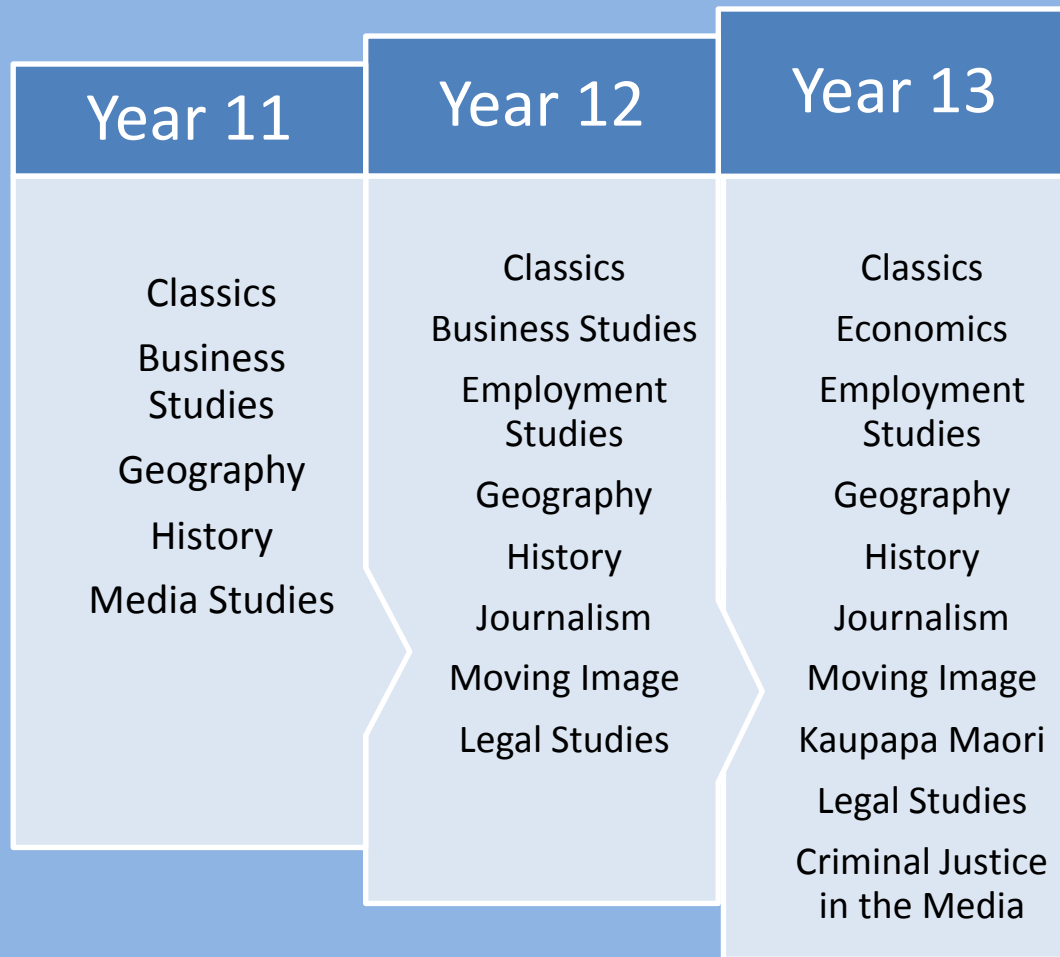 Year 11
Classics
Business
Studies
Geography
History
Media Studies
Year 12
Classics
Business Studies
Employment
Studies
Geography
History
Journalism
Moving Image
Legal Studies
Year 13
Classics
Economics
Employment
Studies
Geography
History
Journalism
Moving Image
Kaupapa Maori
Legal Studies
Criminal Justice
in the Media